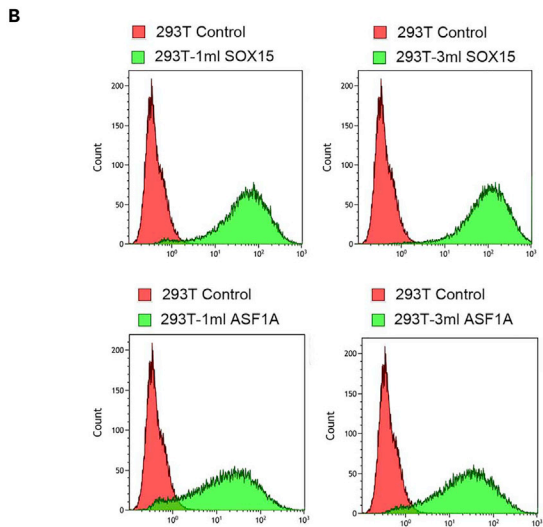 B
293T Control
293T-1ml SOX15
293T Control
293T-3ml SOX15
200
150
100
50
0
Count
10⁰ 10¹ 10² 10³
200
150
100
50
0
Count
10⁰ 10¹ 10² 10³
293T Control
293T-1ml ASF1A
293T Control
293T-3ml ASF1A
200
150
100
50
0
Count
10⁰ 10¹ 10² 10³
200
150
100
50
0
Count
10⁰ 10¹ 10² 10³